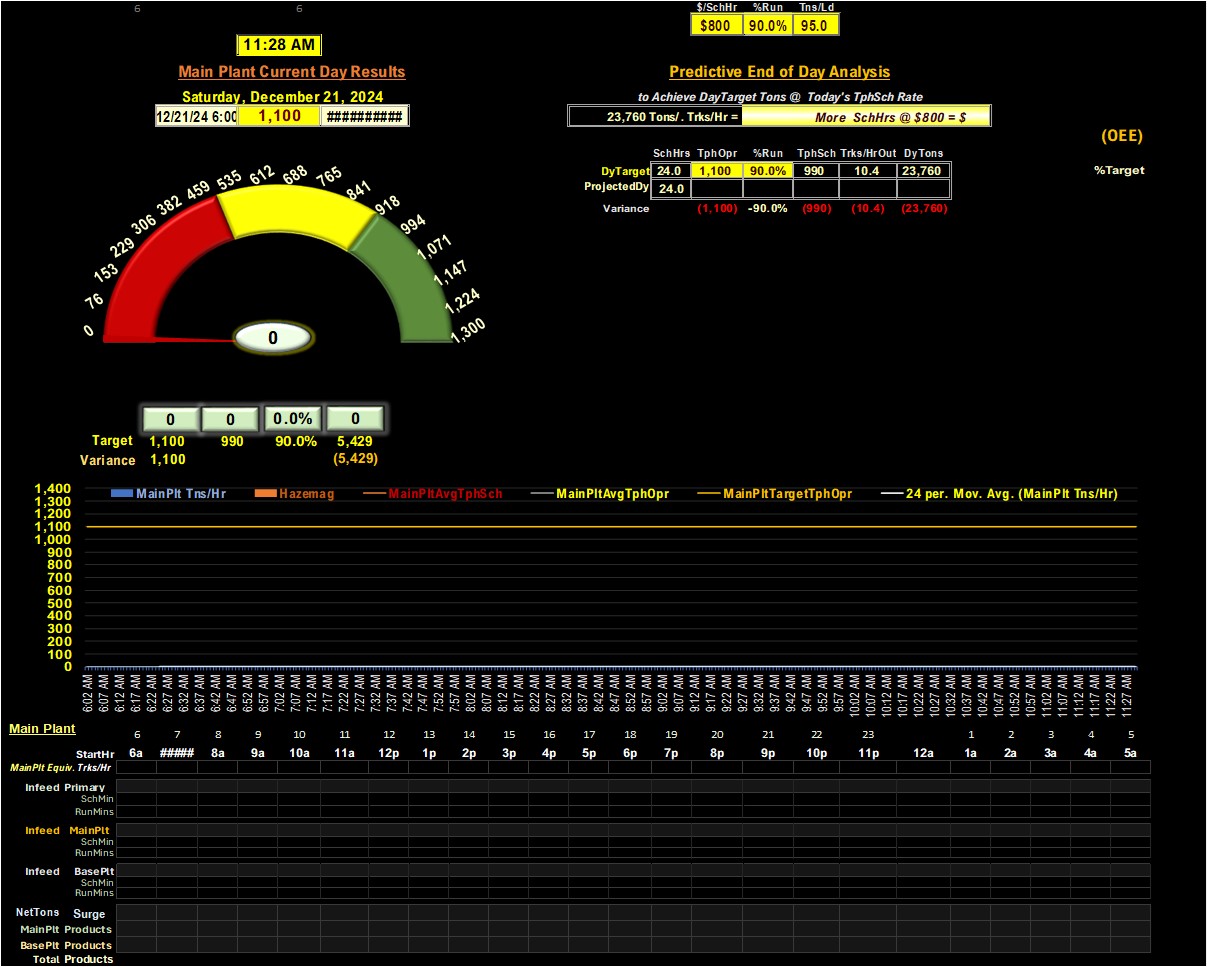 6 6
$/SchHr %Run Tns/Ld
$800 90.0% 95.0
11:28 AM
Main Plant Current Day Results
Predictive End of Day Analysis
Saturday, December 21, 2024
to Achieve DayTarget Tons @ Today's TphSch Rate
12/21/24 6:00 1,100 ##########
23,760 Tons/. Trks/Hr = More SchHrs @ $800 = $
(OEE)
SchHrs TphOpr %Run TphSch Trks/HrOut DyTons
DyTarget 24.0 1,100 90.0% 990 10.4 23,760
%Target
ProjectedDy 24.0
Variance (1,100) -90.0% (990) (10.4) (23,760)
0 76 153 229 306 382 459 535 612 688 765 841 918 994 1,071 1,147 1,224 1,300
0
0 0 0.0% 0
Target 1,100 990 90.0% 5,429
Variance 1,100 (5,429)
MainPlt Tns/Hr Hazemag MainPltAvgTphSch MainPltAvgTphOpr MainPltTargetTphOpr 24 per. Mov. Avg. (MainPlt Tns/Hr)
1,400
1,300
1,200
1,100
1,000
900
800
700
600
500
400
300
200
100
0
6:02 AM 6:07 AM 6:12 AM 6:17 AM 6:22 AM 6:27 AM 6:32 AM 6:37 AM 6:42 AM 6:47 AM 6:52 AM 6:57 AM 7:02 AM 7:07 AM 7:12 AM 7:17 AM 7:22 AM 7:27 AM 7:32 AM 7:37 AM 7:42 AM 7:47 AM 7:52 AM 7:57 AM 8:02 AM 8:07 AM 8:12 AM 8:17 AM 8:22 AM 8:27 AM 8:32 AM 8:37 AM 8:42 AM 8:47 AM 8:52 AM 8:57 AM 9:02 AM 9:07 AM 9:12 AM 9:17 AM 9:22 AM 9:27 AM 9:32 AM 9:37 AM 9:42 AM 9:47 AM 9:52 AM 9:57 AM 10:02 AM 10:07 AM 10:12 AM 10:17 AM 10:22 AM 10:27 AM 10:32 AM 10:37 AM 10:42 AM 10:47 AM 10:52 AM 10:57 AM 11:02 AM 11:07 AM 11:12 AM 11:17 AM 11:22 AM 11:27 AM
Main Plant
6 7 8 9 10 11 12 13 14 15 16 17 18 19 20 21 22 23 1 2 3 4 5
StartHr 6a ##### 8a 9a 10a 11a 12p 1p 2p 3p 4p 5p 6p 7p 8p 9p 10p 11p 12a 1a 2a 3a 4a 5a
MainPlt Equiv. Trks/Hr
Infeed Primary
SchMin
RunMins
Infeed MainPlt
SchMin
RunMins
Infeed BasePlt
SchMin
RunMins
NetTons Surge
MainPlt Products
BasePlt Products
Total Products